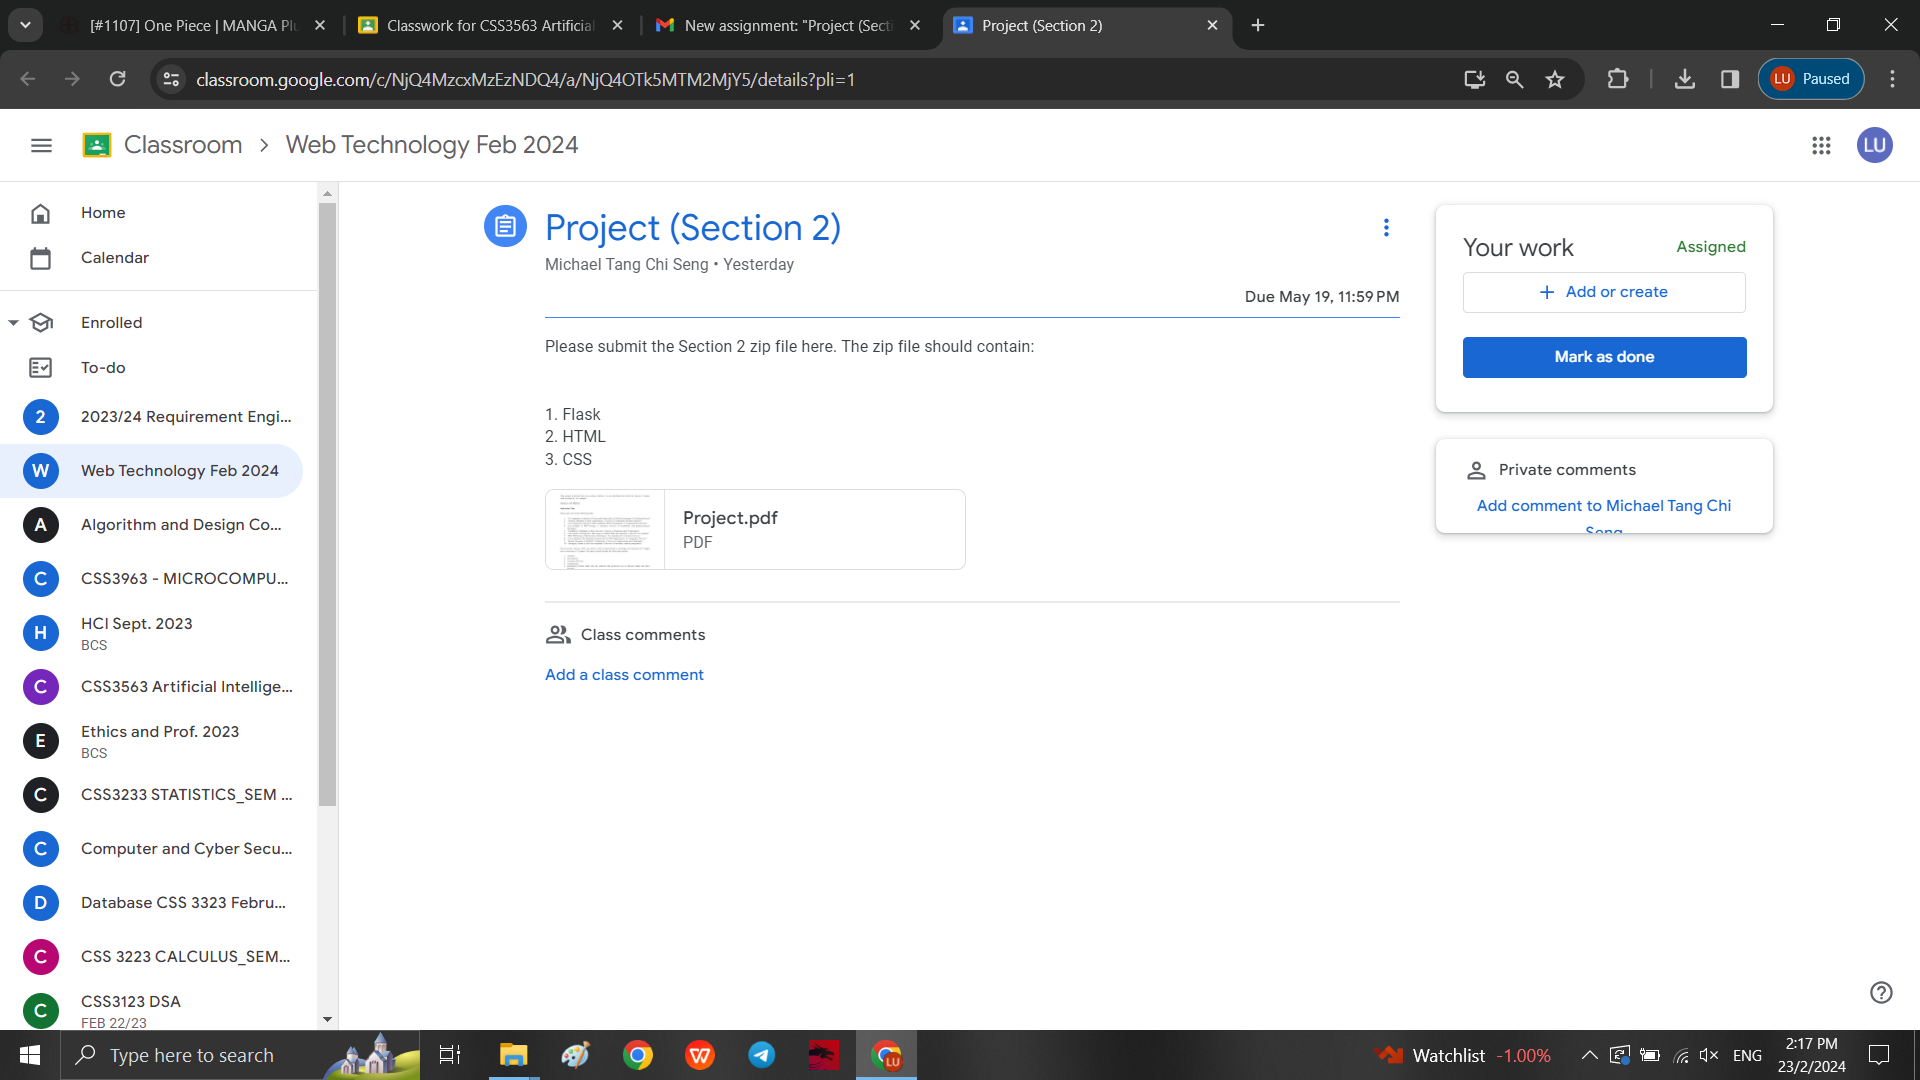 [#1107] One Piece | MANGA Plu
Classwork for CSS3563 Artificial
New assignment: "Project (Secti
Project (Section 2)
classroom.google.com/c/NjQ4MzcxMzEzNDQ4/a/NjQ4OTk5MTM2MjY5/details?pli=1
LU Paused
Classroom > Web Technology Feb 2024
LU
Home
Calendar
Enrolled
To-do
2 2023/24 Requirement Engi...
W Web Technology Feb 2024
A Algorithm and Design Co...
C CSS3963 - MICROCOMPU...
H HCI Sept. 2023
BCS
C CSS3563 Artificial Intellige...
E Ethics and Prof. 2023
BCS
C CSS3233 STATISTICS_SEM ...
C Computer and Cyber Secu...
D Database CSS 3323 Febru...
C CSS 3223 CALCULUS_SEM...
C CSS3123 DSA
FEB 22/23
Project (Section 2)
Michael Tang Chi Seng • Yesterday
Due May 19, 11:59 PM
Please submit the Section 2 zip file here. The zip file should contain:
1. Flask
2. HTML
3. CSS
Project.pdf
PDF
Class comments
Add a class comment
Your work
Assigned
+ Add or create
Mark as done
Private comments
Add comment to Michael Tang Chi
Seng
Type here to search
W
LU
Watchlist -1.00%
ENG
2:17 PM
23/2/2024